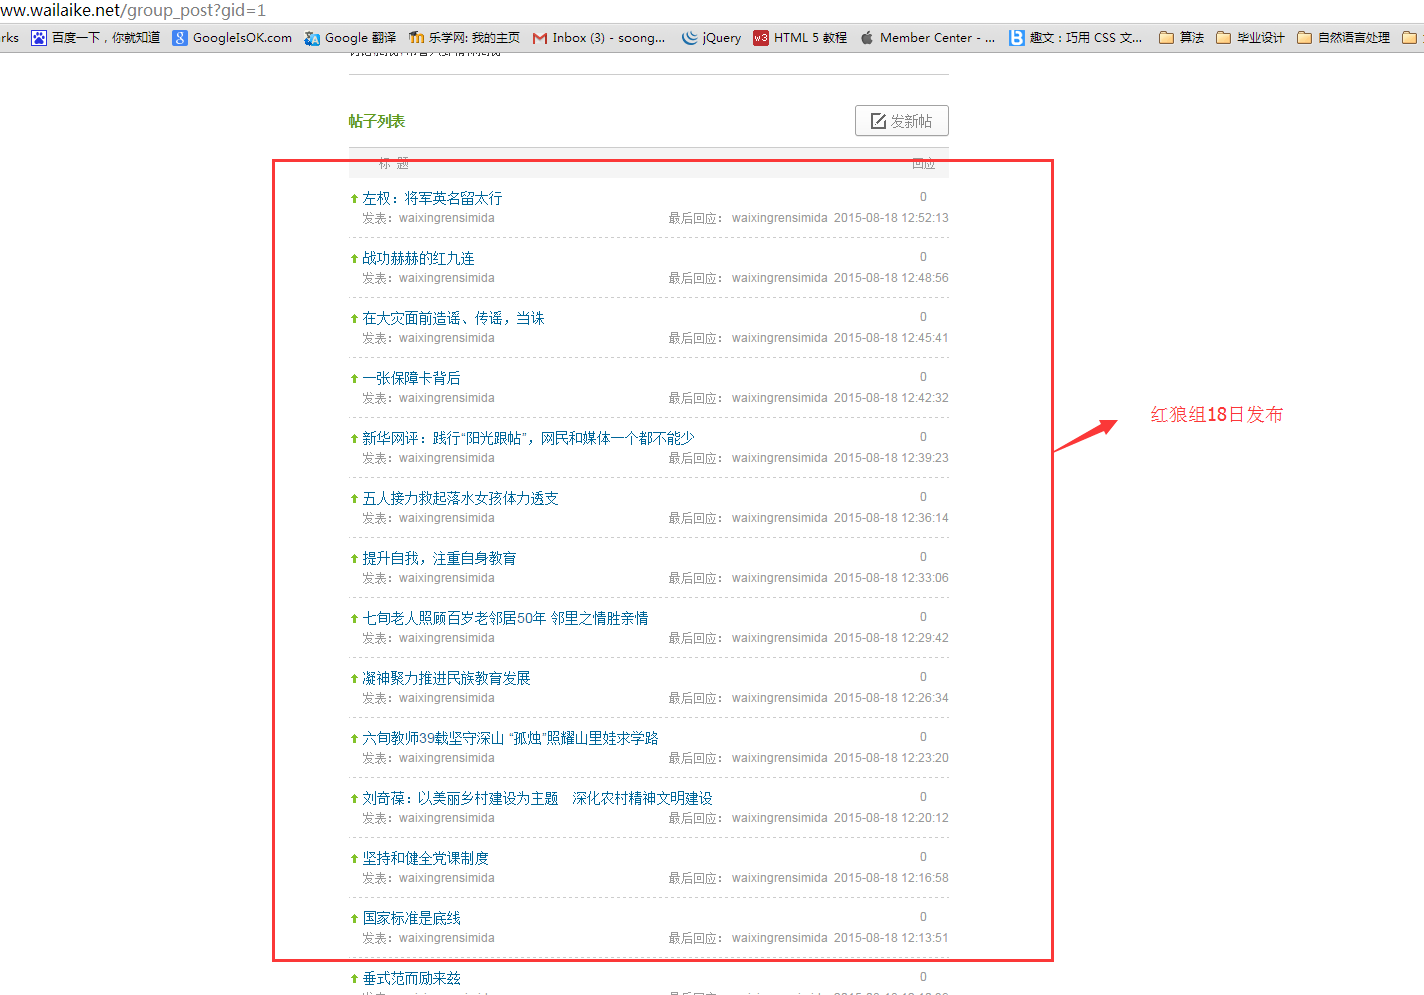 ww.wailaike.net/group_post?gid=1
rks 百度一下，你就知道 GoogleIsOK.com Google 翻译 乐学网: 我的主页 Inbox (3) - soong... jQuery HTML 5 教程 Member Center - ... 趣文：巧用 CSS 文... 算法 毕业设计 自然语言处理
帖子列表 发新帖
标 题 回应
左权：将军英名留太行 0
发表：waixingrensimida 最后回应： waixingrensimida 2015-08-18 12:52:13
战功赫赫的红九连 0
发表：waixingrensimida 最后回应： waixingrensimida 2015-08-18 12:48:56
在大灾面前造谣、传谣，当诛 0
发表：waixingrensimida 最后回应： waixingrensimida 2015-08-18 12:45:41
一张保障卡背后 0
发表：waixingrensimida 最后回应： waixingrensimida 2015-08-18 12:42:32
红狼组18日发布
新华网评：践行“阳光跟帖”，网民和媒体一个都不能少 0
发表：waixingrensimida 最后回应： waixingrensimida 2015-08-18 12:39:23
五人接力救起落水女孩体力透支 0
发表：waixingrensimida 最后回应： waixingrensimida 2015-08-18 12:36:14
提升自我，注重自身教育 0
发表：waixingrensimida 最后回应： waixingrensimida 2015-08-18 12:33:06
七旬老人照顾百岁老邻居50年 邻里之情胜亲情 0
发表：waixingrensimida 最后回应： waixingrensimida 2015-08-18 12:29:42
凝神聚力推进民族教育发展 0
发表：waixingrensimida 最后回应： waixingrensimida 2015-08-18 12:26:34
六旬教师39载坚守深山 “孤烛”照耀山里娃求学路 0
发表：waixingrensimida 最后回应： waixingrensimida 2015-08-18 12:23:20
刘奇葆：以美丽乡村建设为主题　深化农村精神文明建设 0
发表：waixingrensimida 最后回应： waixingrensimida 2015-08-18 12:20:12
坚持和健全党课制度 0
发表：waixingrensimida 最后回应： waixingrensimida 2015-08-18 12:16:58
国家标准是底线 0
发表：waixingrensimida 最后回应： waixingrensimida 2015-08-18 12:13:51
垂式范而励来兹 0